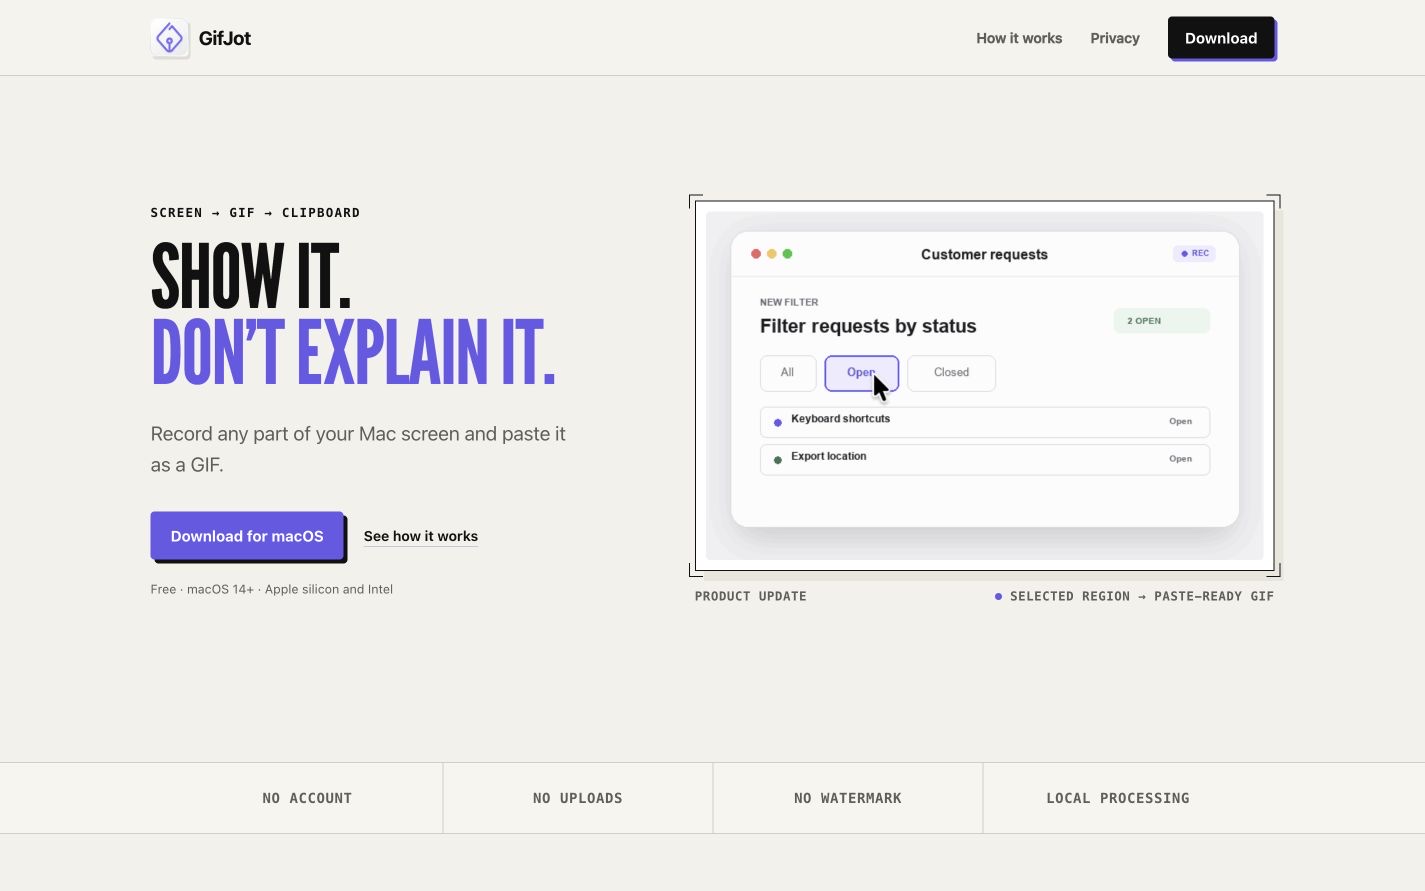 GifJot
How it works
Privacy
Download
SCREEN → GIF → CLIPBOARD
SHOW IT.
DON’T EXPLAIN IT.
Record any part of your Mac screen and paste it
as a GIF.
Download for macOS
See how it works
Free · macOS 14+ · Apple silicon and Intel
Customer requests
REC
NEW FILTER
Filter requests by status
2 OPEN
All
Open
Closed
Keyboard shortcuts
Open
Export location
Open
PRODUCT UPDATE
SELECTED REGION → PASTE–READY GIF
NO ACCOUNT
NO UPLOADS
NO WATERMARK
LOCAL PROCESSING